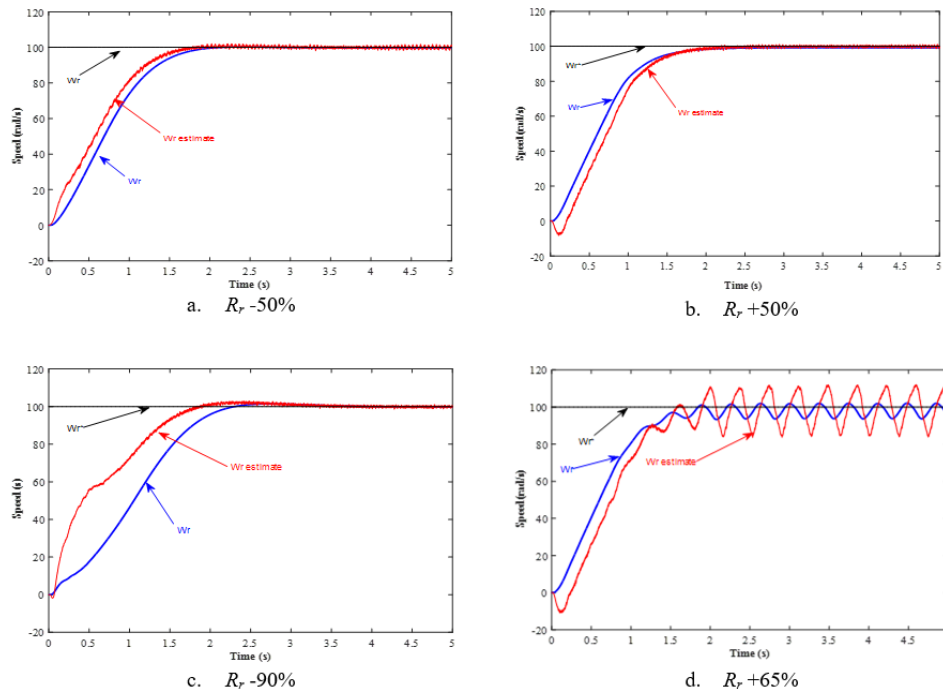 120
100
80
60
40
20
0
-20
Speed (rad/s)
Wr*
Wr estimate
Wr
0 0.5 1 1.5 2 2.5 3 3.5 4 4.5 5
Time (s)
a. Rr -50%
120
100
80
60
40
20
0
-20
Speed (rad/s)
Wr*
Wr
Wr estimate
0 0.5 1 1.5 2 2.5 3 3.5 4 4.5 5
Time (s)
b. Rr +50%
120
100
80
60
40
20
0
-20
Speed (s)
Wr*
Wr estimate
Wr
0 0.5 1 1.5 2 2.5 3 3.5 4 4.5 5
Time (s)
c. Rr -90%
120
100
80
60
40
20
0
-20
Speed (rad/s)
Wr*
Wr
Wr estimate
0 0.5 1 1.5 2 2.5 3 3.5 4 4.5
Time (s)
d. Rr +65%